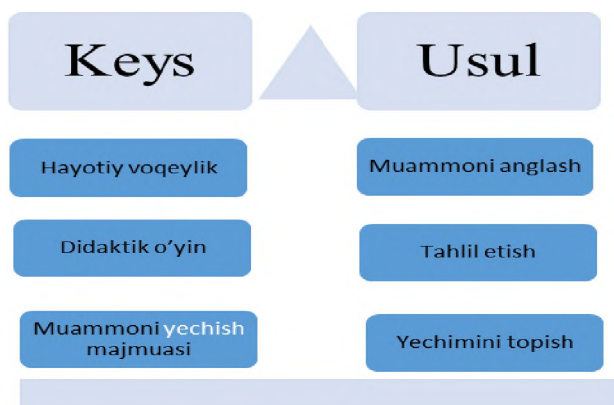 Keys
Usul
Hayotiy voqeylik
Muammoni anglash
Didaktik o’yin
Tahlil etish
Muammoni yechish
majmuasi
Yechimini topish